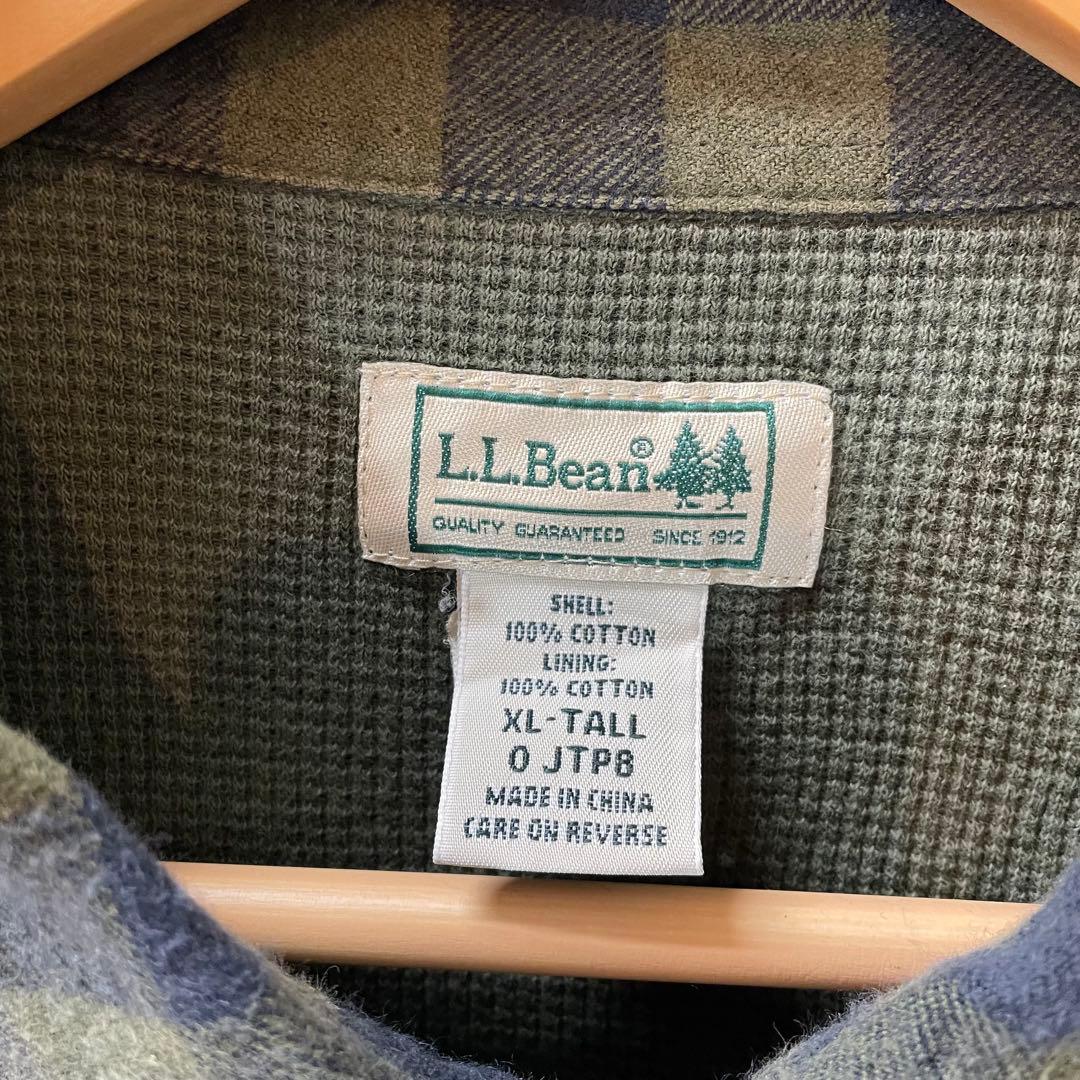 L.L.Bean®
QUALITY GUARANTEED SINCE 1912
SHELL:
100% COTTON
LINING:
100% COTTON
XL-TALL
0 JTP8
MADE IN CHINA
CARE ON REVERSE